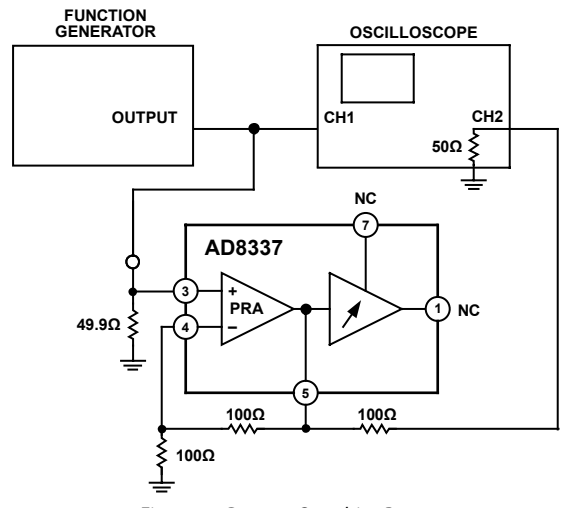 FUNCTION
GENERATOR
OSCILLOSCOPE
OUTPUT
CH1
CH2
50Ω
NC
7
AD8337
3
+
PRA
1
NC
49.9Ω
4
−
5
100Ω
100Ω
100Ω